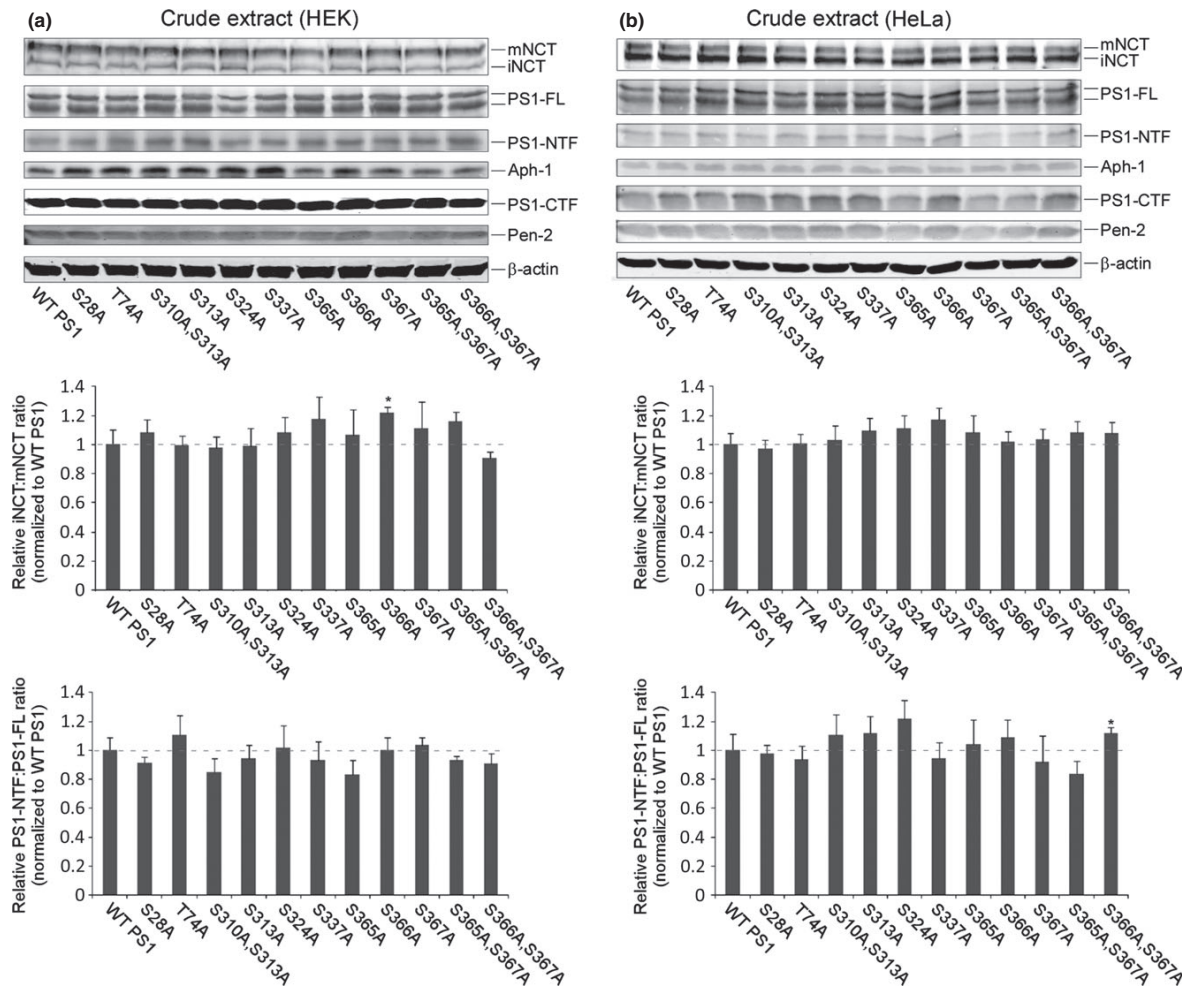 (a)
Crude extract (HEK)
mNCT
iNCT
PS1-FL
PS1-NTF
Aph-1
PS1-CTF
Pen-2
β-actin
WT PS1
S28A
T74A
S310A,S313A
S313A
S324A
S337A
S365A
S366A
S367A
S365A,S367A
S366A,S367A
Relative iNCT:mNCT ratio
(normalized to WT PS1)
1.4
1.2
1
0.8
0.6
0.4
0.2
0
*
WT PS1
S28A
T74A
S310A,S313A
S313A
S324A
S337A
S365A
S366A
S367A
S365A,S367A
S366A,S367A
Relative PS1-NTF:PS1-FL ratio
(normalized to WT PS1)
1.4
1.2
1
0.8
0.6
0.4
0.2
0
WT PS1
S28A
T74A
S310A,S313A
S313A
S324A
S337A
S365A
S366A
S367A
S365A,S367A
S366A,S367A
(b)
Crude extract (HeLa)
mNCT
iNCT
PS1-FL
PS1-NTF
Aph-1
PS1-CTF
Pen-2
β-actin
WT PS1
S28A
T74A
S310A,S313A
S313A
S324A
S337A
S365A
S366A
S367A
S365A,S367A
S366A,S367A
Relative iNCT:mNCT ratio
(normalized to WT PS1)
1.4
1.2
1
0.8
0.6
0.4
0.2
0
WT PS1
S28A
T74A
S310A,S313A
S313A
S324A
S337A
S365A
S366A
S367A
S365A,S367A
S366A,S367A
Relative PS1-NTF:PS1-FL ratio
(normalized to WT PS1)
1.4
1.2
1
0.8
0.6
0.4
0.2
0
*
WT PS1
S28A
T74A
S310A,S313A
S313A
S324A
S337A
S365A
S366A
S367A
S365A,S367A
S366A,S367A